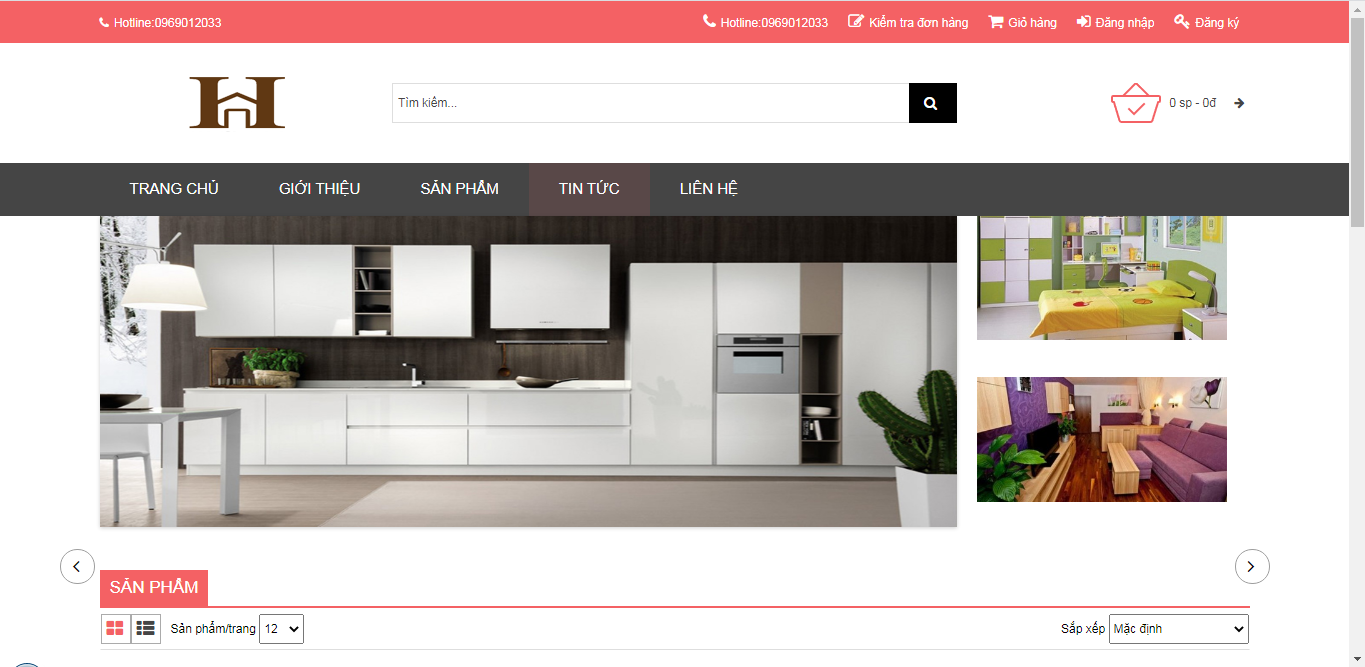 Hotline:0969012033
Hotline:0969012033 Kiểm tra đơn hàng Giỏ hàng Đăng nhập Đăng ký
H
Tìm kiếm...
0 sp - 0đ
TRANG CHỦ GIỚI THIỆU SẢN PHẨM TIN TỨC LIÊN HỆ
SẢN PHẨM
Sản phẩm/trang 12
Sắp xếp Mặc định